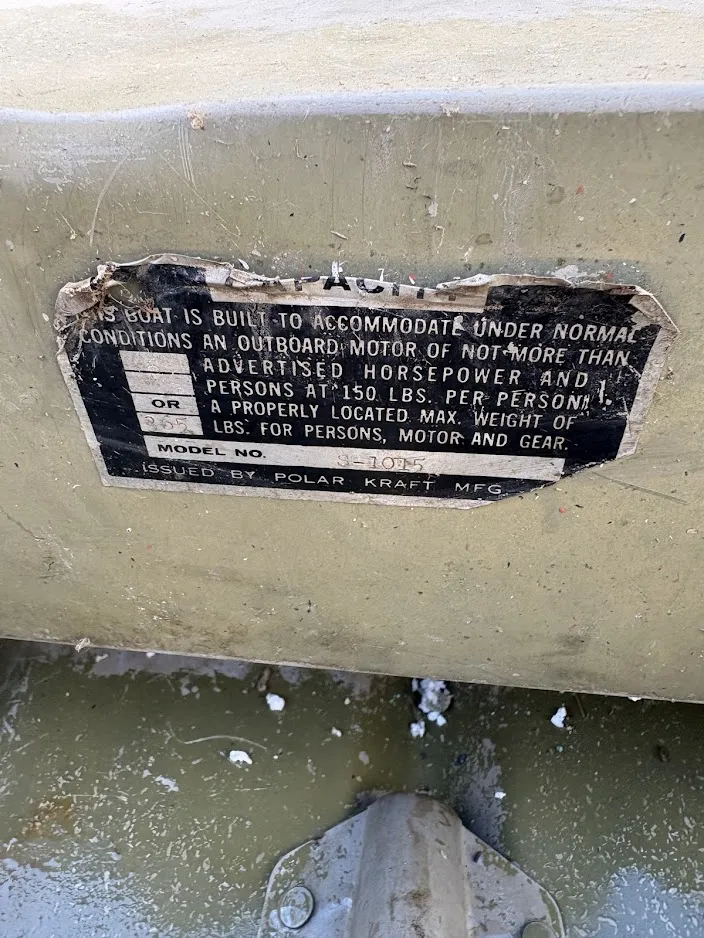 BOAT IS BUILT TO ACCOMMODATE UNDER NORMAL
CONDITIONS AN OUTBOARD MOTOR OF NOT MORE THAN
ADVERTISED HORSEPOWER AND
PERSONS AT 150 LBS. PER PERSON
OR A PROPERLY LOCATED MAX. WEIGHT OF
LBS. FOR PERSONS, MOTOR AND GEAR.
MODEL NO. S-1015
ISSUED BY POLAR KRAFT MFG